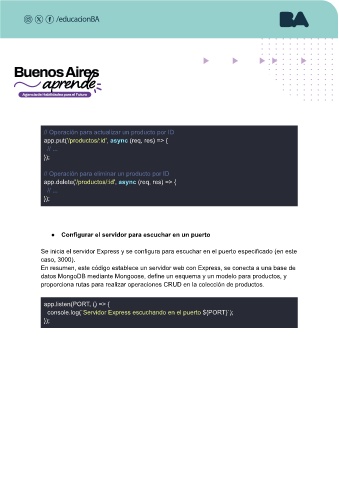 /educacionBA
BA
Buenos Aires
aprende
Agencia de Habilidades para el Futuro
// Operación para actualizar un producto por ID
app.put('/productos/:id', async (req, res) => {
// ...
});
// Operación para eliminar un producto por ID
app.delete('/productos/:id', async (req, res) => {
// ...
});
● Configurar el servidor para escuchar en un puerto
Se inicia el servidor Express y se configura para escuchar en el puerto especificado (en este
caso, 3000).
En resumen, este código establece un servidor web con Express, se conecta a una base de
datos MongoDB mediante Mongoose, define un esquema y un modelo para productos, y
proporciona rutas para realizar operaciones CRUD en la colección de productos.
app.listen(PORT, () => {
console.log(`Servidor Express escuchando en el puerto ${PORT}`);
});